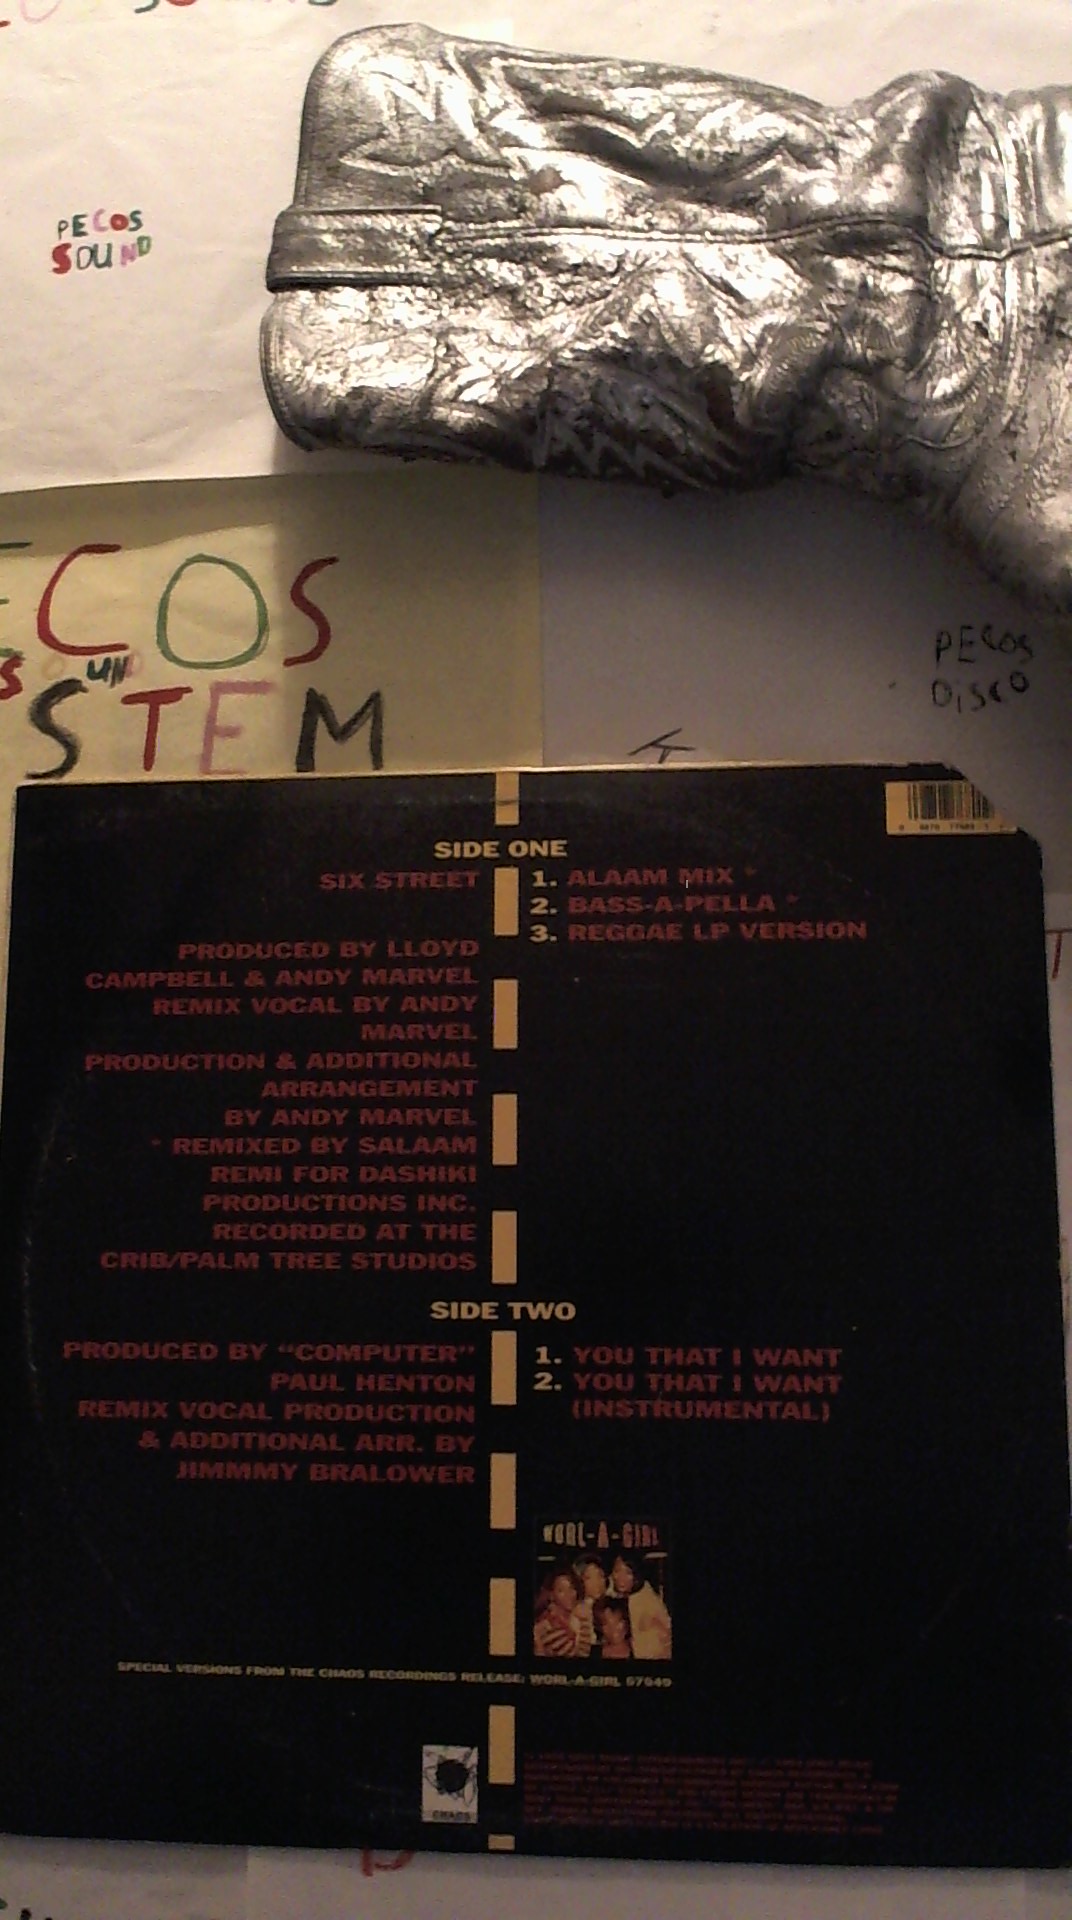 PECOS
SOUND
COS
S
UND
STEM
PECOS
DISCO
SIDE ONE
SIX STREET
1. ALAAM MIX *
2. BASS-A-PELLA *
3. REGGAE LP VERSION
PRODUCED BY LLOYD
CAMPBELL & ANDY MARVEL
REMIX VOCAL BY ANDY
MARVEL
PRODUCTION & ADDITIONAL
ARRANGEMENT
BY ANDY MARVEL
* REMIXED BY SALAAM
REMI FOR DASHIKI
PRODUCTIONS INC.
RECORDED AT THE
CRIB/PALM TREE STUDIOS
SIDE TWO
PRODUCED BY “COMPUTER”
PAUL HENTON
REMIX VOCAL PRODUCTION
& ADDITIONAL ARR. BY
JIMMMY BRALOWER
1. YOU THAT I WANT
2. YOU THAT I WANT
(INSTRUMENTAL)
WORL-A-GIRL
SPECIAL VERSIONS FROM THE CHAOS RECORDINGS RELEASE: WORL-A-GIRL 57549
CHAOS